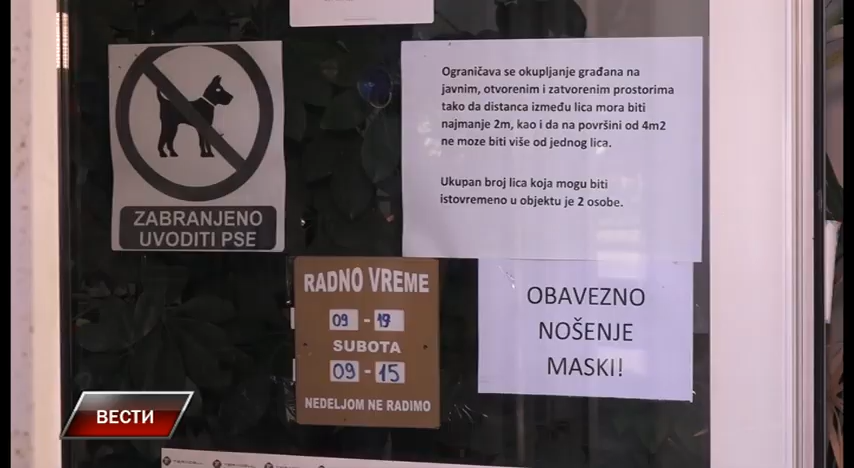 ZABRANJENO
UVODITI PSE
Ograničava se okupljanje građana na
javnim, otvorenim i zatvorenim prostorima
tako da distanca između lica mora biti
najmanje 2m, kao i da na površini od 4m2
ne moze biti više od jednog lica.
Ukupan broj lica koja mogu biti
istovremeno u objektu je 2 osobe.
RADNO VREME
09 - 19
SUBOTA
09 - 15
NEDELJOM NE RADIMO
OBAVEZNO
NOŠENJE
MASKI!
ВЕСТИ